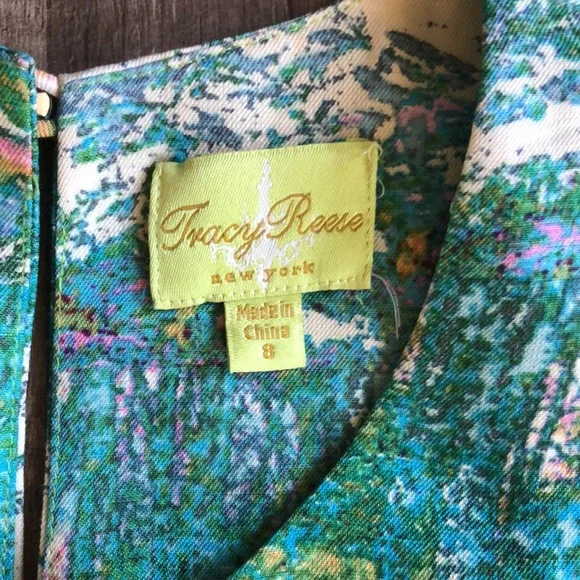 Tracy Reese
new york
Made in
China
8